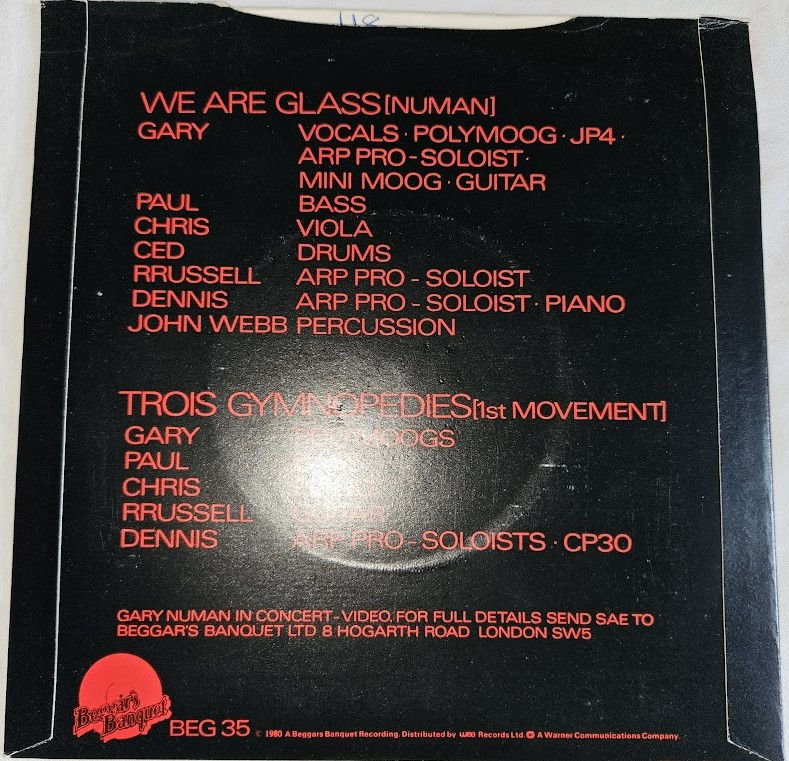 WE ARE GLASS [NUMAN]
GARY VOCALS · POLYMOOG · JP4 ·
ARP PRO-SOLOIST ·
MINI MOOG · GUITAR
PAUL BASS
CHRIS VIOLA
CED DRUMS
RRUSSELL ARP PRO - SOLOIST
DENNIS ARP PRO - SOLOIST · PIANO
JOHN WEBB PERCUSSION
TROIS GYMNOPEDIES [1st MOVEMENT]
GARY
PAUL
CHRIS
RRUSSELL
DENNIS ARP PRO - SOLOISTS · CP30
GARY NUMAN IN CONCERT - VIDEO. FOR FULL DETAILS SEND SAE TO
BEGGAR'S BANQUET LTD 8 HOGARTH ROAD LONDON SW5
Beggar's
Banquet
BEG 35 © 1980 A Beggars Banquet Recording. Distributed by wea Records Ltd. A Warner Communications Company